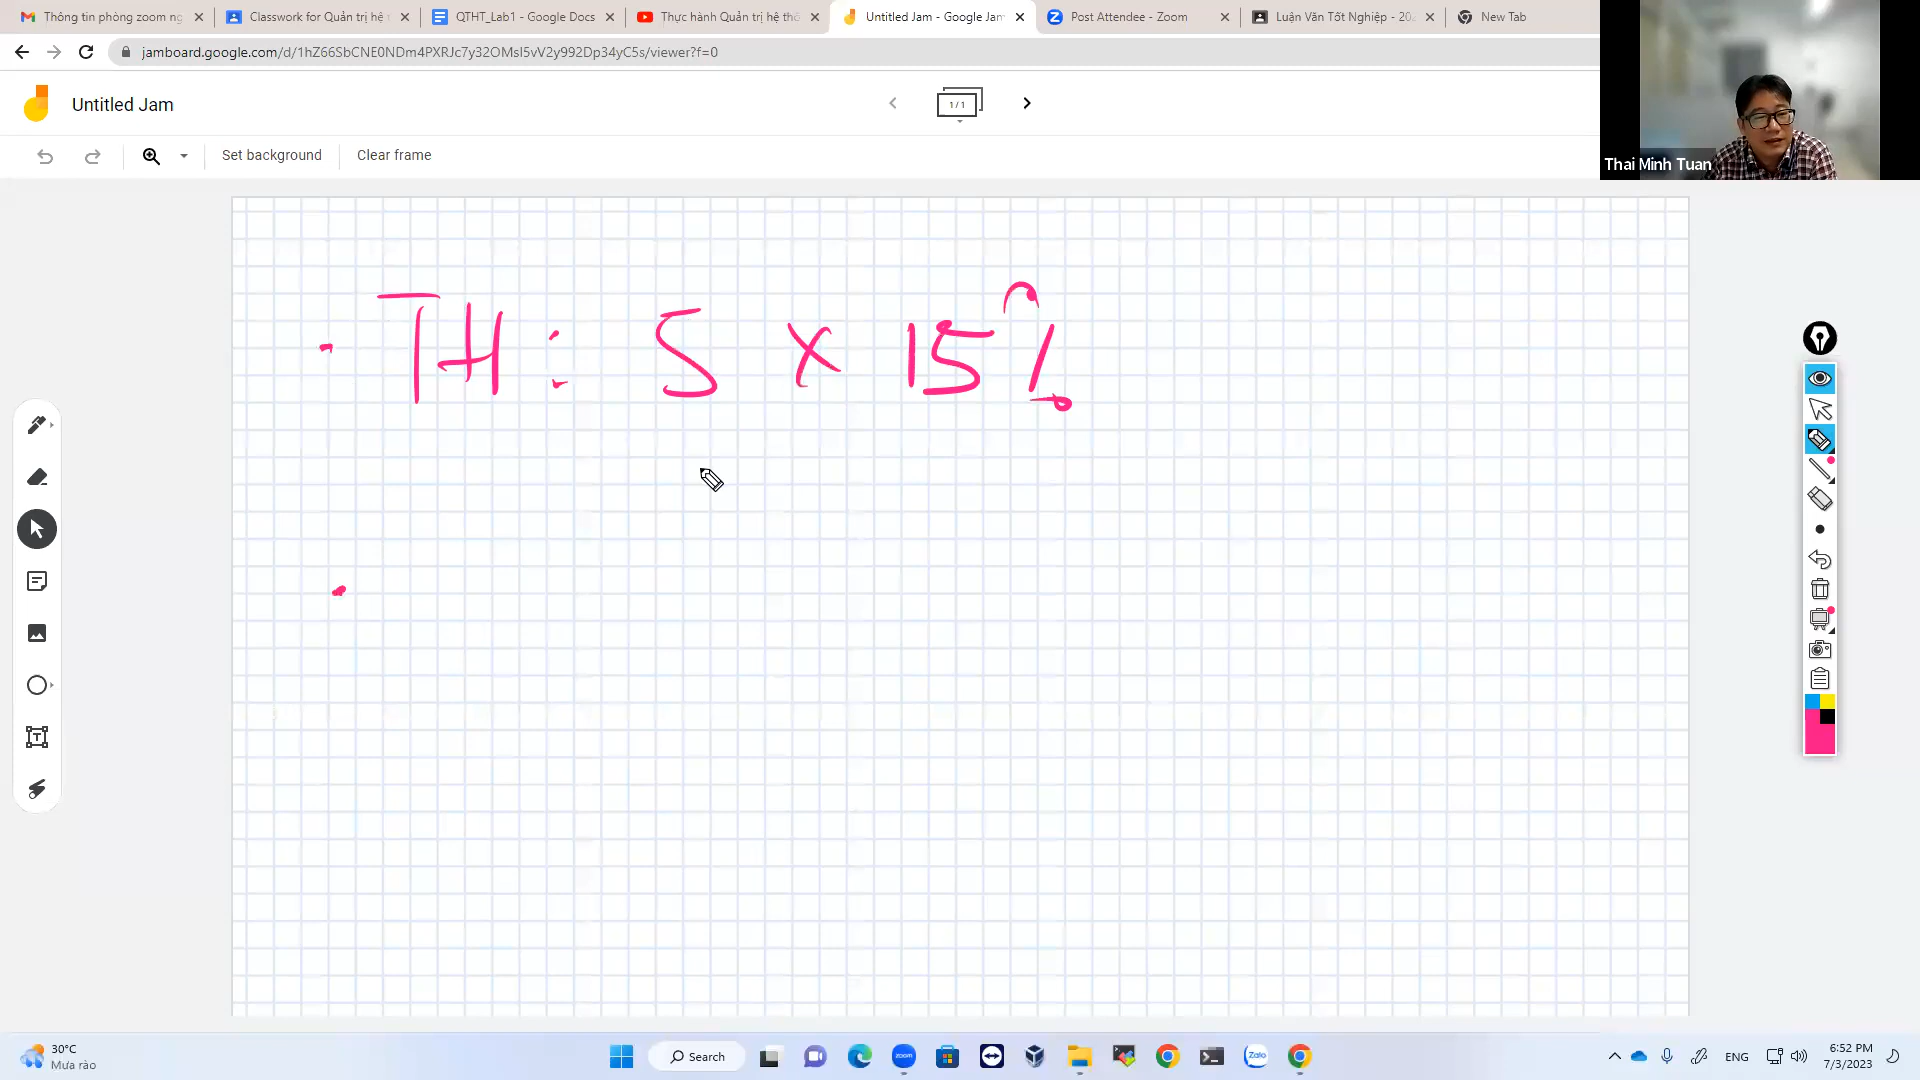 Thông tin phòng zoom ng
Classwork for Quản trị hệ t
QTHT_Lab1 - Google Docs
Thực hành Quản trị hệ thố
Untitled Jam - Google Jam
Post Attendee - Zoom
Luận Văn Tốt Nghiệp - 202
New Tab
jamboard.google.com/d/1hZ66SbCNE0NDm4PXRJc7y32OMsI5vV2y992Dp34yC5s/viewer?f=0
Untitled Jam
1 / 1
Set background
Clear frame
Thai Minh Tuan
TH: 5 x 15%
30°C
Mưa rào
Search
zoom
Zalo
ENG
6:52 PM
7/3/2023